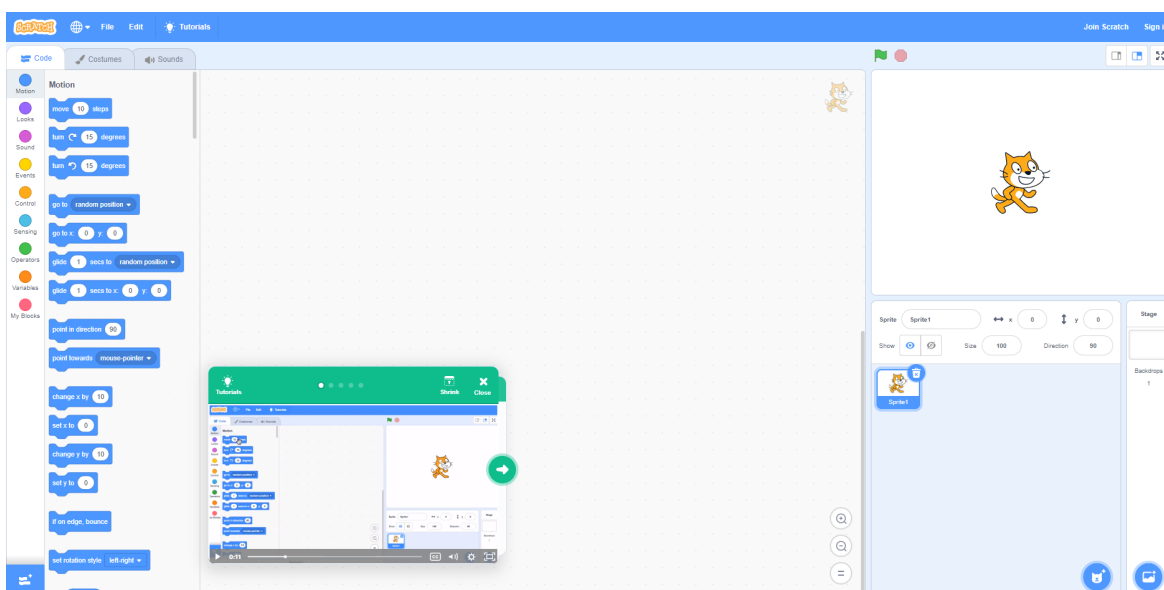 SCRATCH File Edit Tutorials Join Scratch Sign i
Code Costumes Sounds
Motion
Looks
Sound
Events
Control
Sensing
Operators
Variables
My Blocks
Motion
move 10 steps
turn 15 degrees
turn 15 degrees
go to random position
go to x: 0 y: 0
glide 1 secs to random position
glide 1 secs to x: 0 y: 0
point in direction 90
point towards mouse-pointer
change x by 10
set x to 0
change y by 10
set y to 0
if on edge, bounce
set rotation style left-right
Tutorials Shrink Close
0:11 CC
Sprite Sprite1 x 0 y 0
Show Size 100 Direction 90
Sprite1
Stage
Backdrops
1